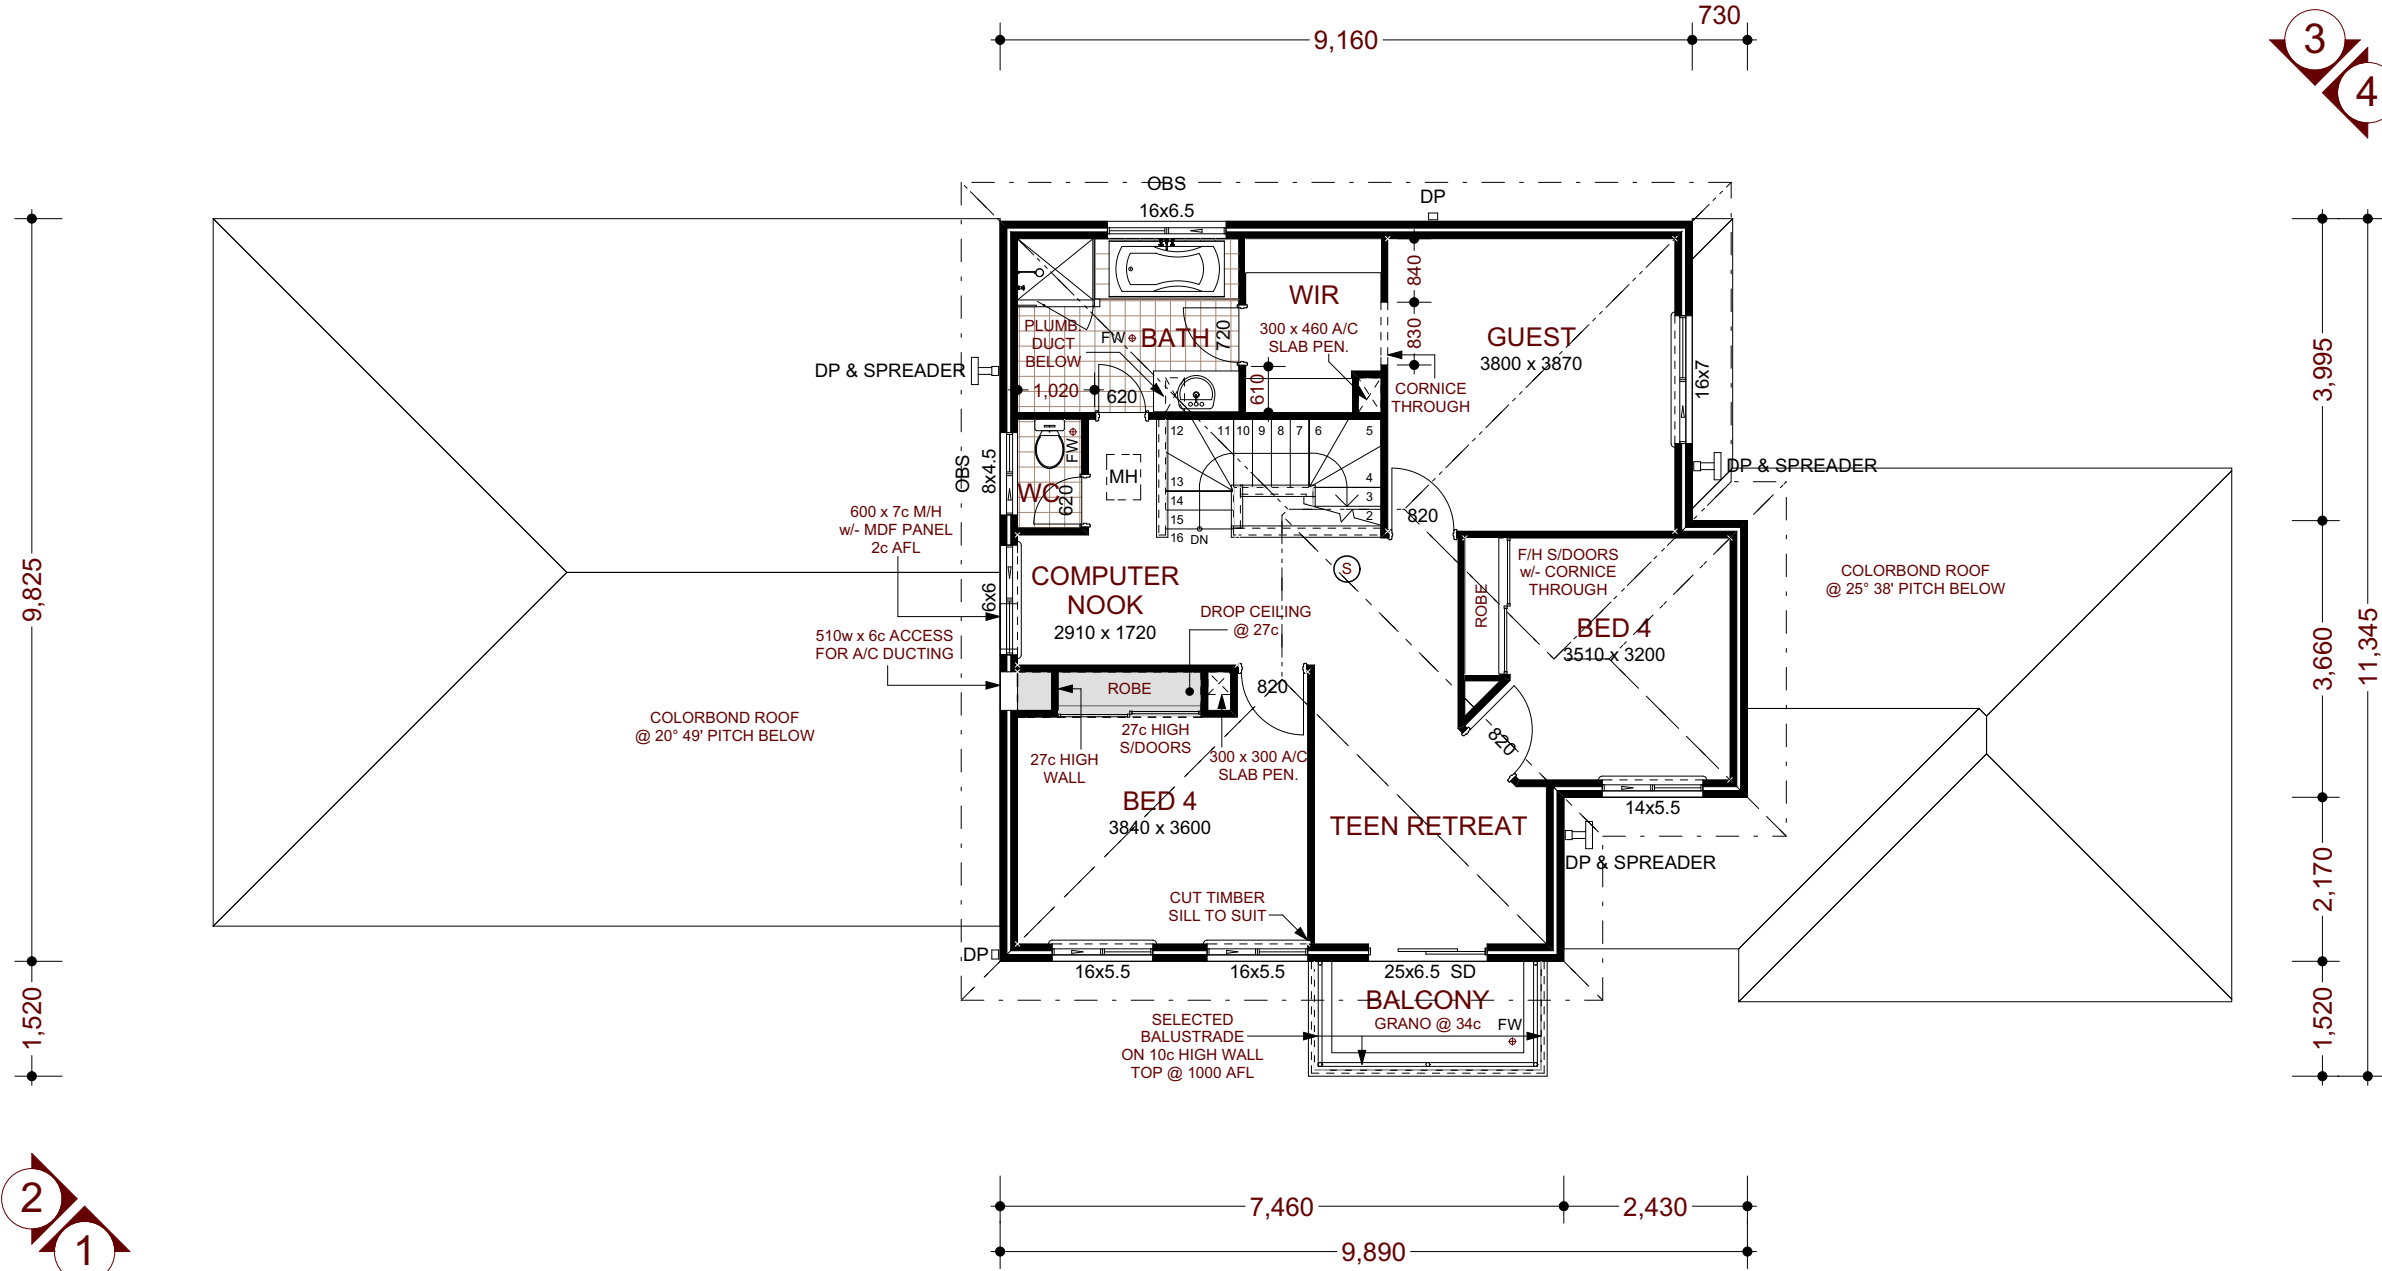 730
9,160
3
4
OBS
16x6.5
DP
840
WIR
830
300 x 460 A/C
SLAB PEN.
GUEST
3800 x 3870
PLUMB.
DUCT
BELOW
FW
BATH
720
DP & SPREADER
1,020
620
610
CORNICE
THROUGH
16x7
3,995
12
11
10
9
8
7
6
5
4
3
2
13
14
15
16
DN
OBS
8x4.5
FW
WC
620
MH
820
DP & SPREADER
600 x 7c M/H
w/- MDF PANEL
2c AFL
9,825
6x6
COMPUTER
NOOK
2910 x 1720
S
DROP CEILING
@ 27c
ROBE
F/H S/DOORS
w/- CORNICE
THROUGH
BED 4
3510 x 3200
COLORBOND ROOF
@ 25° 38' PITCH BELOW
3,660
11,345
510w x 6c ACCESS
FOR A/C DUCTING
ROBE
820
COLORBOND ROOF
@ 20° 49' PITCH BELOW
27c HIGH
S/DOORS
27c HIGH
WALL
300 x 300 A/C
SLAB PEN.
820
BED 4
3840 x 3600
TEEN RETREAT
14x5.5
DP & SPREADER
2,170
CUT TIMBER
SILL TO SUIT
DP
16x5.5
16x5.5
25x6.5 SD
BALCONY
GRANO @ 34c
FW
SELECTED
BALUSTRADE
ON 10c HIGH WALL
TOP @ 1000 AFL
1,520
1,520
2
1
7,460
2,430
9,890